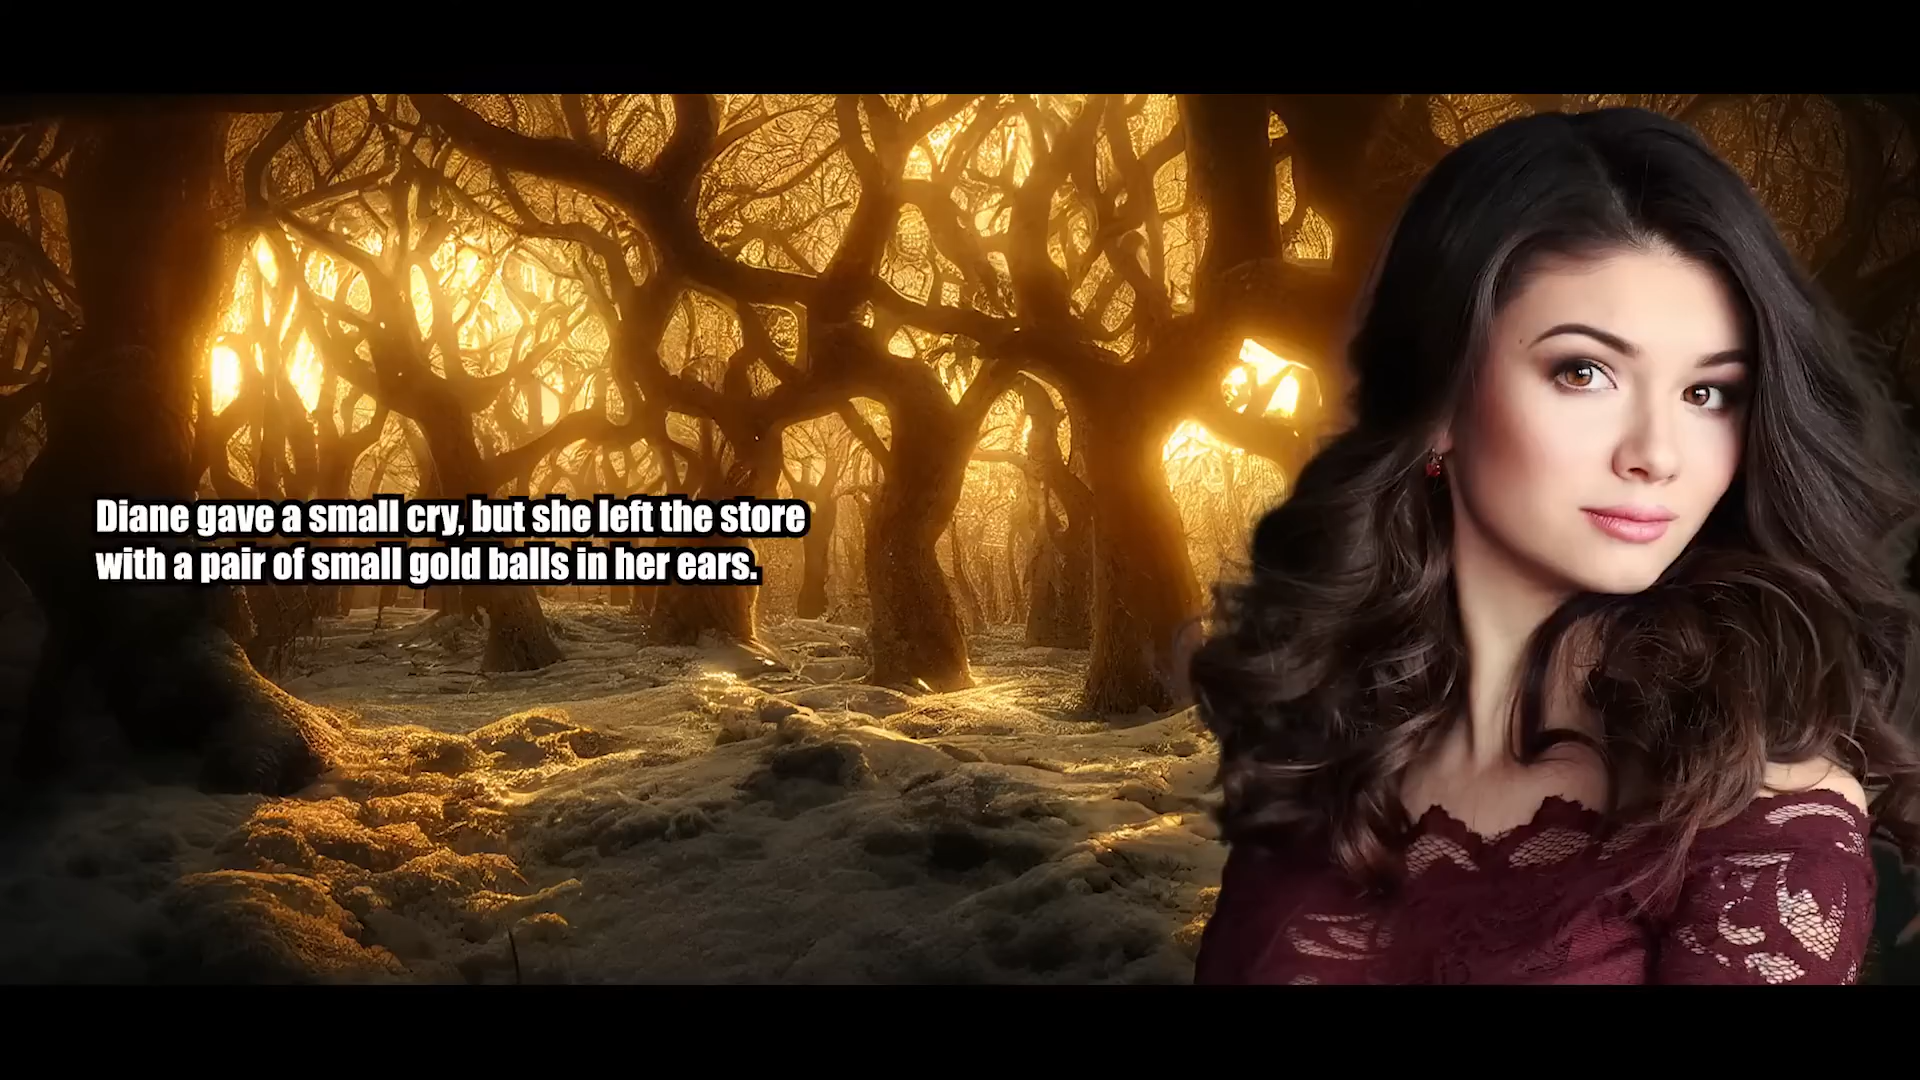 Diane gave a small cry, but she left the store
with a pair of small gold balls in her ears.